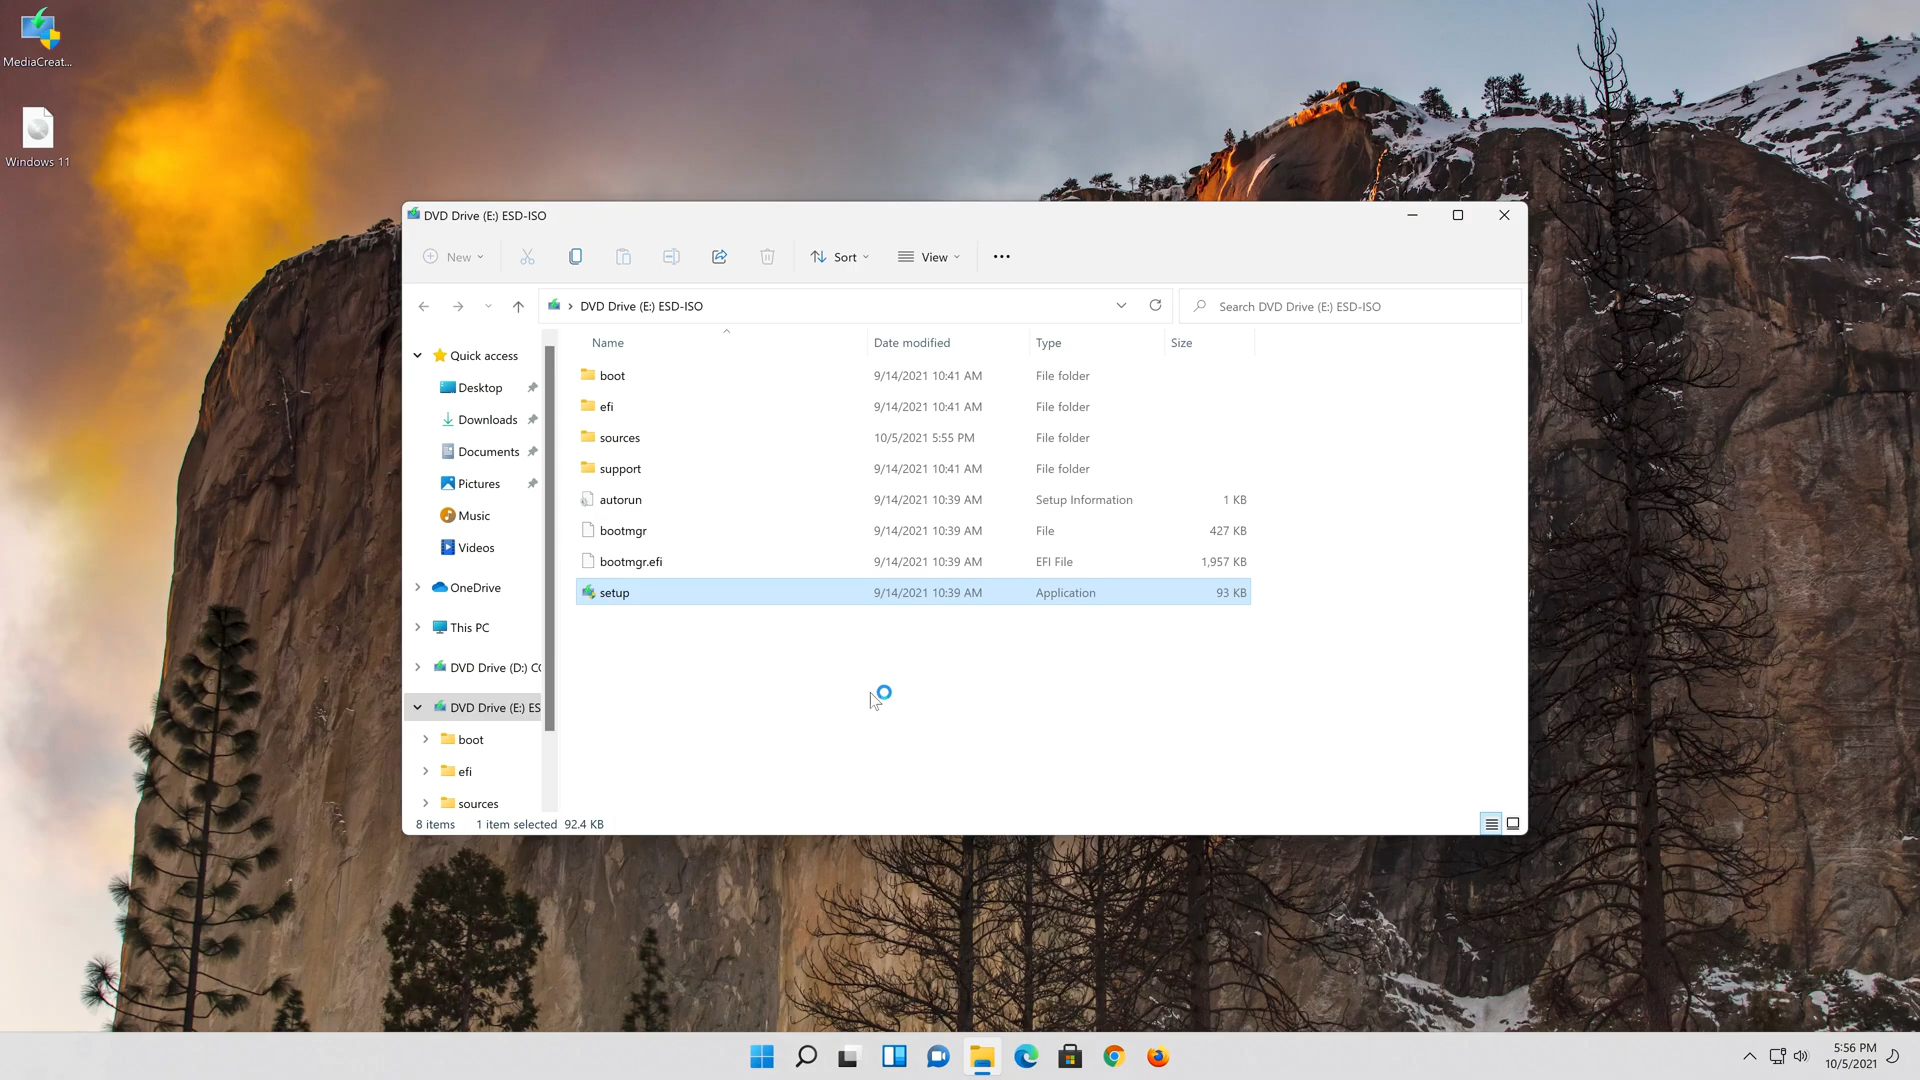 MediaCreat...
Windows 11
DVD Drive (E:) ESD-ISO
New
Sort
View
DVD Drive (E:) ESD-ISO
Search DVD Drive (E:) ESD-ISO
Name Date modified Type Size
Quick access
Desktop
Downloads
Documents
Pictures
Music
Videos
OneDrive
This PC
DVD Drive (D:) CC
DVD Drive (E:) ES
boot
efi
sources
boot 9/14/2021 10:41 AM File folder
efi 9/14/2021 10:41 AM File folder
sources 10/5/2021 5:55 PM File folder
support 9/14/2021 10:41 AM File folder
autorun 9/14/2021 10:39 AM Setup Information 1 KB
bootmgr 9/14/2021 10:39 AM File 427 KB
bootmgr.efi 9/14/2021 10:39 AM EFI File 1,957 KB
setup 9/14/2021 10:39 AM Application 93 KB
8 items 1 item selected 92.4 KB
5:56 PM
10/5/2021